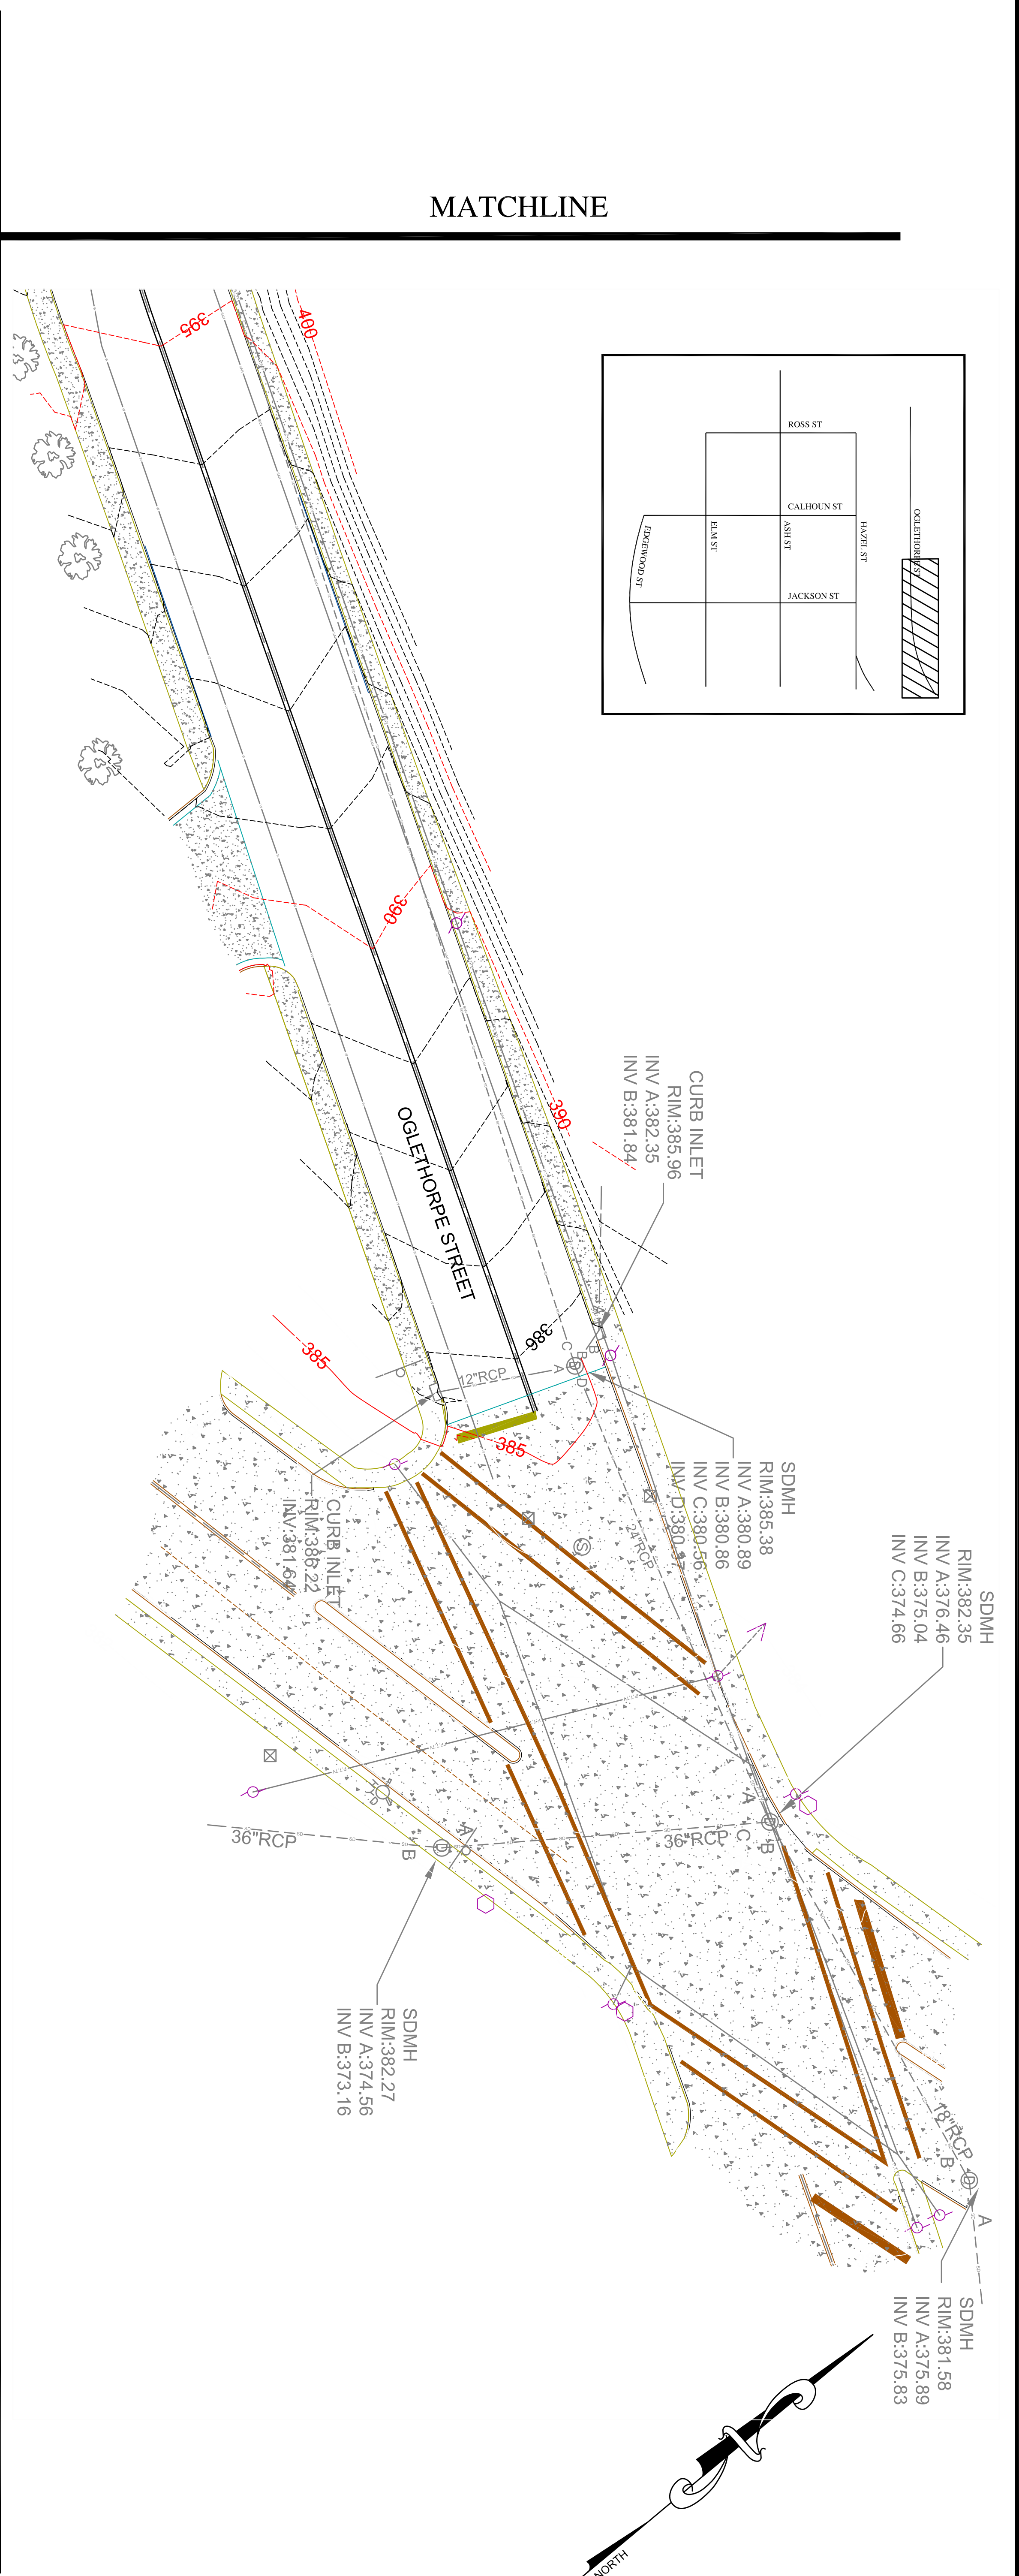 MATCHLINE
395
400
ROSS ST
CALHOUN ST
EDGEWOOD ST
ELM ST
ASH ST
HAZEL ST
OGLETHORPE ST
JACKSON ST
390
390
OGLETHORPE STREET
CURB INLET
RIM:385.96
INV A:382.35
INV B:381.84
386
385
385
12"RCP
A
B
C
A
B
D
D
SDMH
RIM:385.38
INV A:380.89
INV B:380.86
INV C:380.56
24"RCP
S
CURB INLET
RIM:386.22
INV:381.64
SDMH
RIM:382.35
INV A:376.46
INV B:375.04
INV C:374.66
A
B
C
D
36"RCP
36"RCP
A
B
D
SDMH
RIM:382.27
INV A:374.56
INV B:373.16
18"RCP
B
D
A
SDMH
RIM:381.58
INV A:375.89
INV B:375.83
NORTH